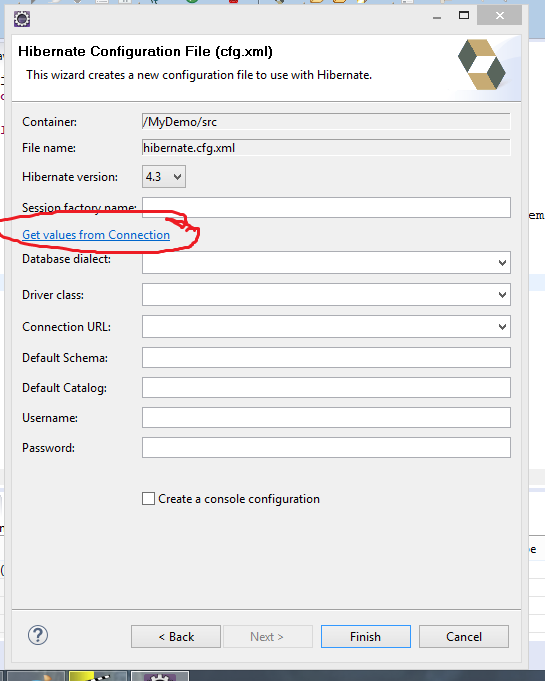 Hibernate Configuration File (cfg.xml)
This wizard creates a new configuration file to use with Hibernate.
Container: /MyDemo/src
File name: hibernate.cfg.xml
Hibernate version: 4.3
Session factory name:
Get values from Connection
Database dialect:
Driver class:
Connection URL:
Default Schema:
Default Catalog:
Username:
Password:
Create a console configuration
? < Back Next > Finish Cancel